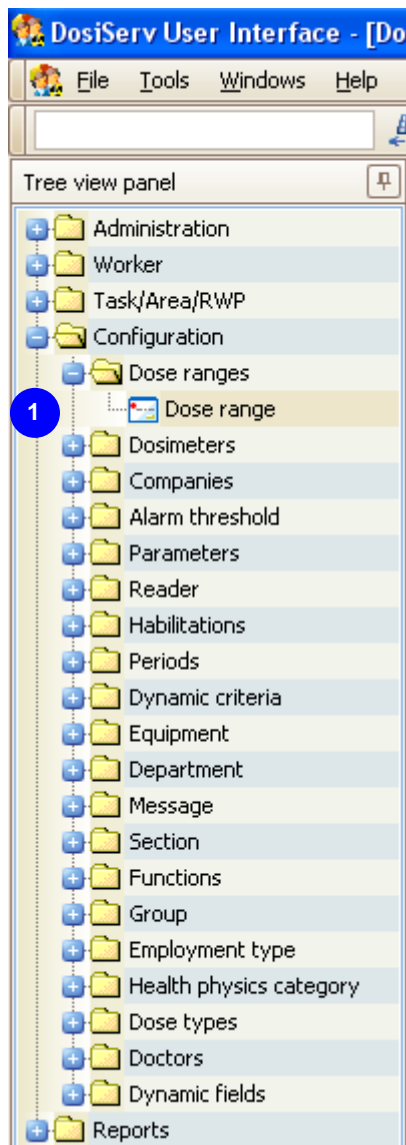 DosiServ User Interface - [Do
File Tools Windows Help
Tree view panel
Administration
Worker
Task/Area/RWP
Configuration
Dose ranges
1 Dose range
Dosimeters
Companies
Alarm threshold
Parameters
Reader
Habilitations
Periods
Dynamic criteria
Equipment
Department
Message
Section
Functions
Group
Employment type
Health physics category
Dose types
Doctors
Dynamic fields
Reports